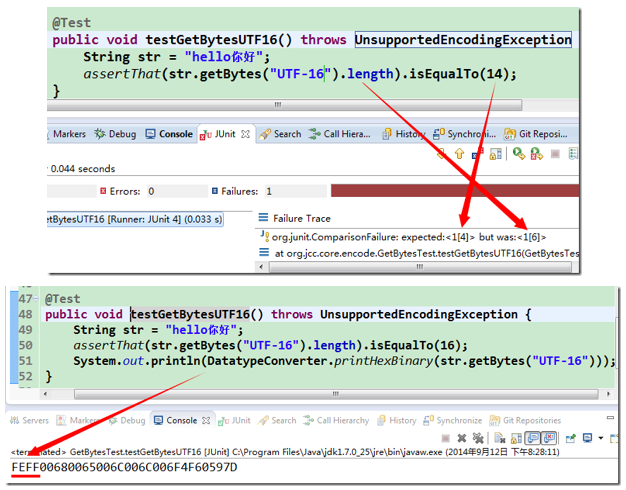 @Test
public void testGetBytesUTF16() throws UnsupportedEncodingException
String str = "hello你好";
assertThat(str.getBytes("UTF-16").length).isEqualTo(14);
}
Markers Debug Console JUnit Search Call Hierar... History Synchroni... Git Reposi...
0.044 seconds
Errors: 0 Failures: 1
etBytesUTF16 [Runner: JUnit 4] (0.033 s)
Failure Trace
org.junit.ComparisonFailure: expected:<1[4]> but was:<1[6]>
at org.jcc.core.encode.GetBytesTest.testGetBytesUTF16(GetBytesTes
47 @Test
48 public void testGetBytesUTF16() throws UnsupportedEncodingException {
49 String str = "hello你好";
50 assertThat(str.getBytes("UTF-16").length).isEqualTo(16);
51 System.out.println(DatatypeConverter.printHexBinary(str.getBytes("UTF-16")));
52 }
Servers Markers Debug Console JUnit Search Call Hierarchy History Synchronize Git Repositories
GetBytesTest.testGetBytesUTF16 [JUnit] C:\Program Files\Java\jdk1.7.0_25\jre\bin\javaw.exe (2014年9月12日 下午8:28:11)
FEFF00680065006C006C006F4F60597D